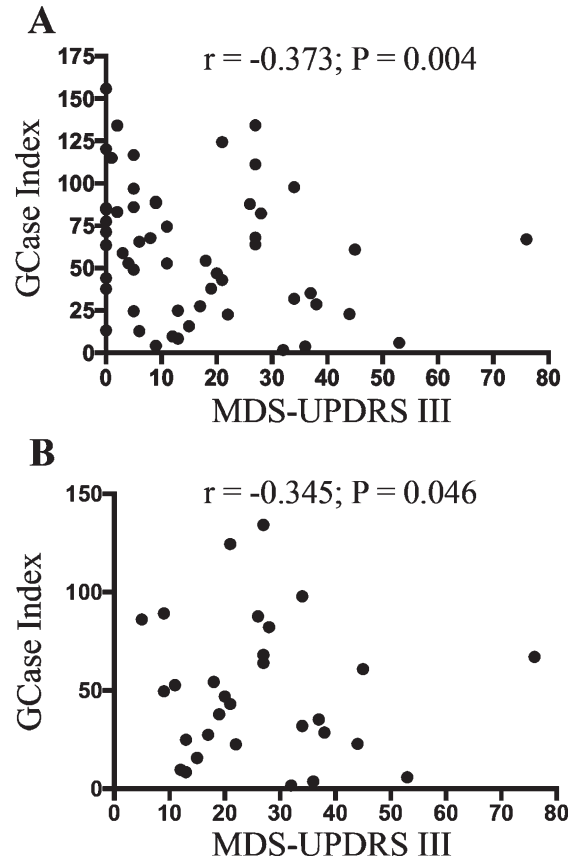 A
r = -0.373; P = 0.004
175
150
125
100
75
50
25
0
GCase Index
0 10 20 30 40 50 60 70 80
MDS-UPDRS III
B
r = -0.345; P = 0.046
150
100
50
0
GCase Index
0 10 20 30 40 50 60 70 80
MDS-UPDRS III